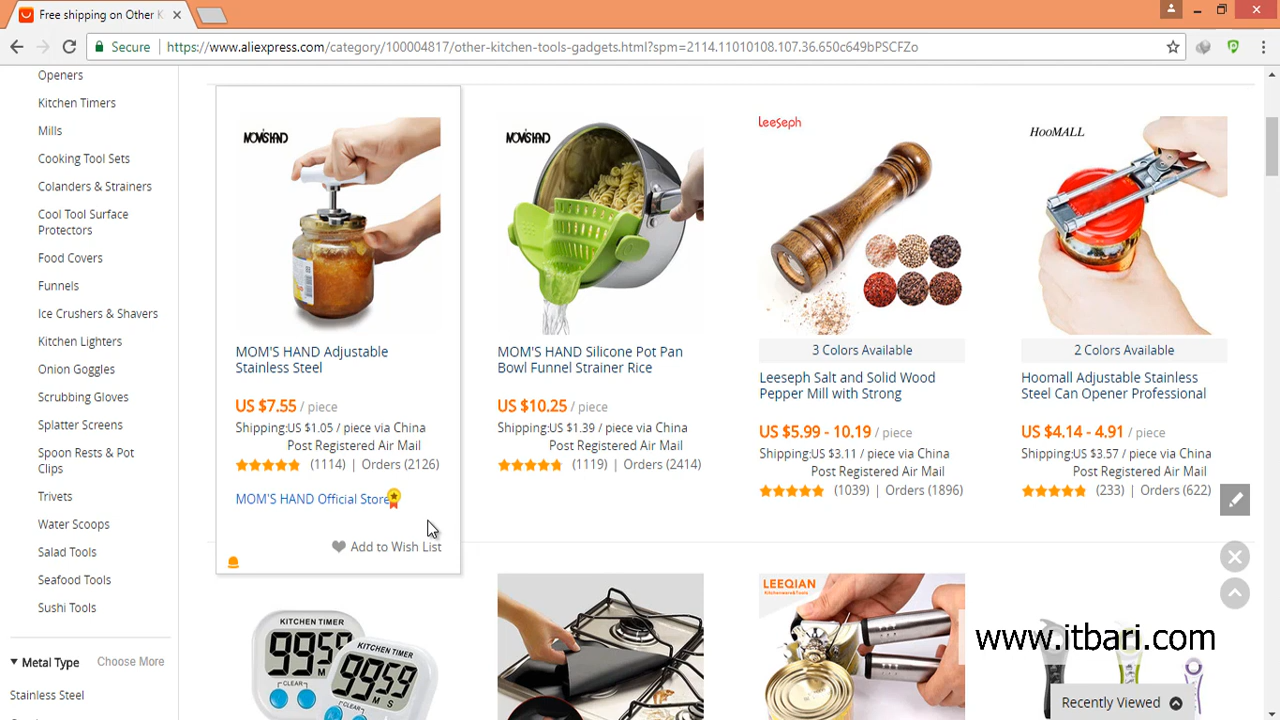 Free shipping on Other K
Secure
https://www.aliexpress.com/category/100004817/other-kitchen-tools-gadgets.html?spm=2114.11010108.107.36.650c649bPSCFZo
Openers
Kitchen Timers
Mills
Cooking Tool Sets
Colanders & Strainers
Cool Tool Surface
Protectors
Food Covers
Funnels
Ice Crushers & Shavers
Kitchen Lighters
Onion Goggles
Scrubbing Gloves
Splatter Screens
Spoon Rests & Pot
Clips
Trivets
Water Scoops
Salad Tools
Seafood Tools
Sushi Tools
Metal Type
Choose More
Stainless Steel
MOM'S HAND
MOM'S HAND Adjustable
Stainless Steel
US $7.55 / piece
Shipping:US $1.05 / piece via China
Post Registered Air Mail
(1114) | Orders (2126)
MOM'S HAND Official Store
Add to Wish List
MOM'S HAND
MOM'S HAND Silicone Pot Pan
Bowl Funnel Strainer Rice
US $10.25 / piece
Shipping:US $1.39 / piece via China
Post Registered Air Mail
(1119) | Orders (2414)
Leeseph
3 Colors Available
Leeseph Salt and Solid Wood
Pepper Mill with Strong
US $5.99 - 10.19 / piece
Shipping:US $3.11 / piece via China
Post Registered Air Mail
(1039) | Orders (1896)
HooMALL
2 Colors Available
Hoomall Adjustable Stainless
Steel Can Opener Professional
US $4.14 - 4.91 / piece
Shipping:US $3.57 / piece via China
Post Registered Air Mail
(233) | Orders (622)
KITCHEN TIMER
9959
M S
CLEAR
KITCHEN TIMER
9959
M S
CLEAR
LEEQIAN
Kitchenware&Tools
www.itbari.com
Recently Viewed